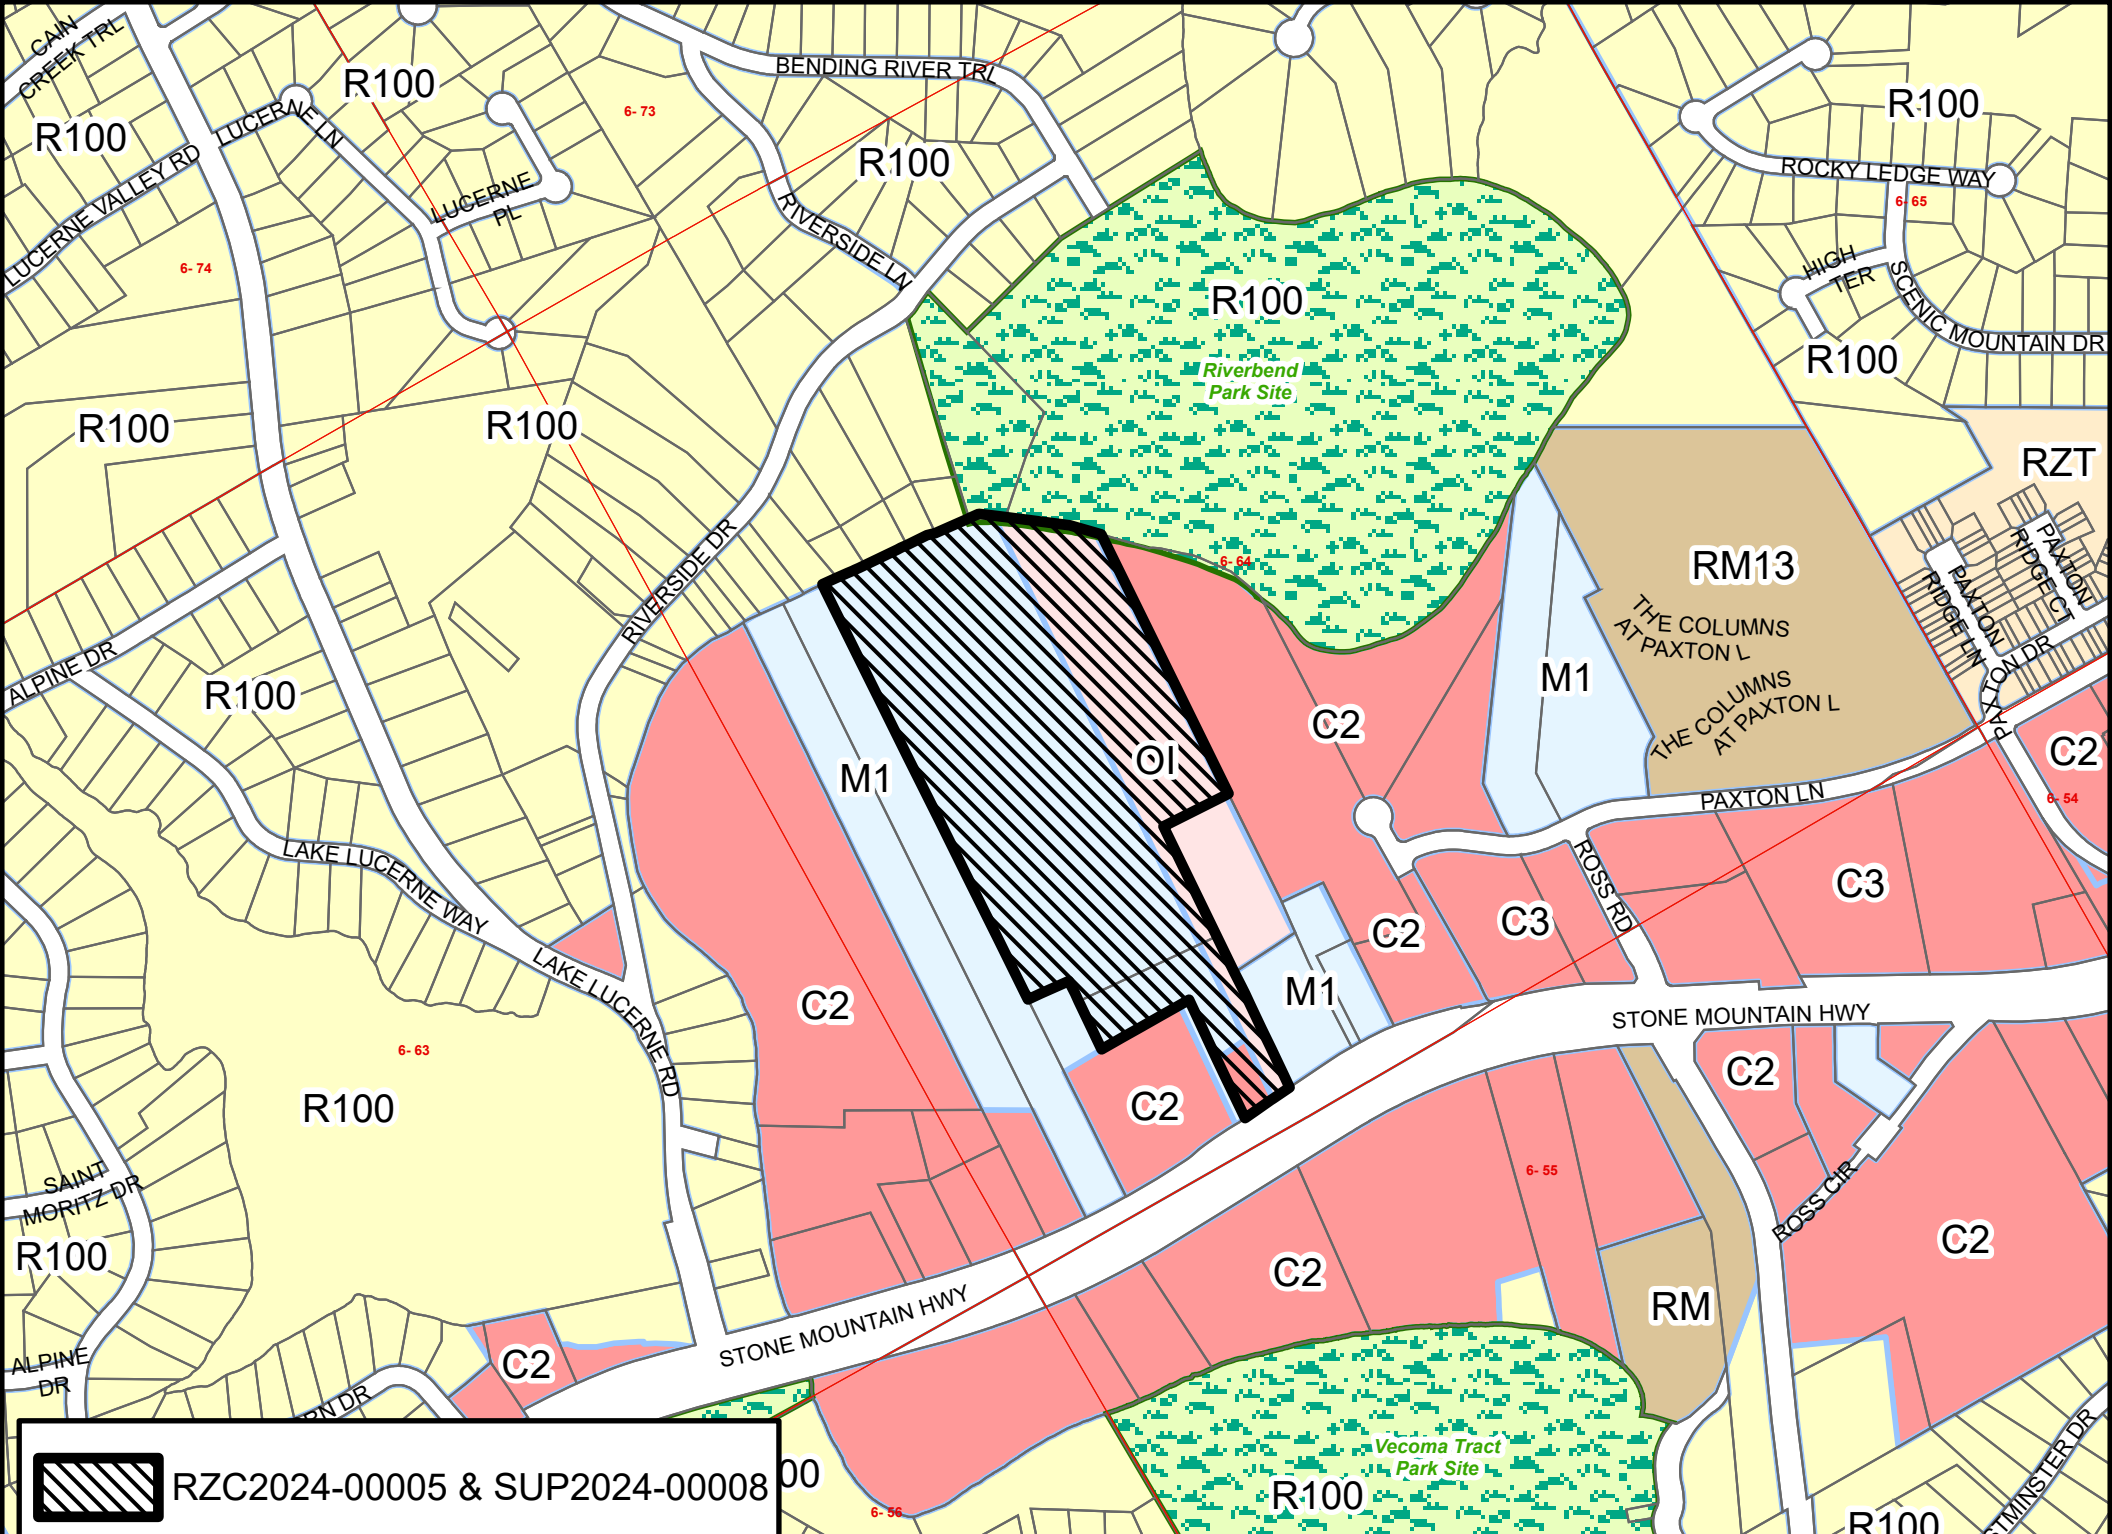 CAIN
CREEK TRL
R100
R100
6- 73
BENDING RIVER TRL
R100
R100
ROCKY LEDGE WAY
6- 65
LUCERNE LN
LUCERNE VALLEY RD
LUCERNE
PL
RIVERSIDE LN
6- 74
HIGH
TER
SCENIC MOUNTAIN DR
R100
R100
Riverbend
Park Site
R100
R100
RZT
RIVERSIDE DR
6- 64
RM13
PAXTON
RIDGE CT
PAXTON
RIDGE LN
PAXTON DR
THE COLUMNS
AT PAXTON L
THE COLUMNS
AT PAXTON L
ALPINE DR
R100
M1
C2
OI
M1
C2
6- 54
PAXTON LN
LAKE LUCERNE WAY
ROSS RD
C3
C3
C2
LAKE LUCERNE RD
M1
C2
STONE MOUNTAIN HWY
6- 63
R100
C2
C2
6- 55
SAINT
MORITZ DR
R100
ROSS CIR
C2
C2
RM
STONE MOUNTAIN HWY
ALPINE
DR
C2
RN DR
Vecoma Tract
Park Site
R100
RZC2024-00005 & SUP2024-00008
00
6- 56
TMINSTER DR
R100